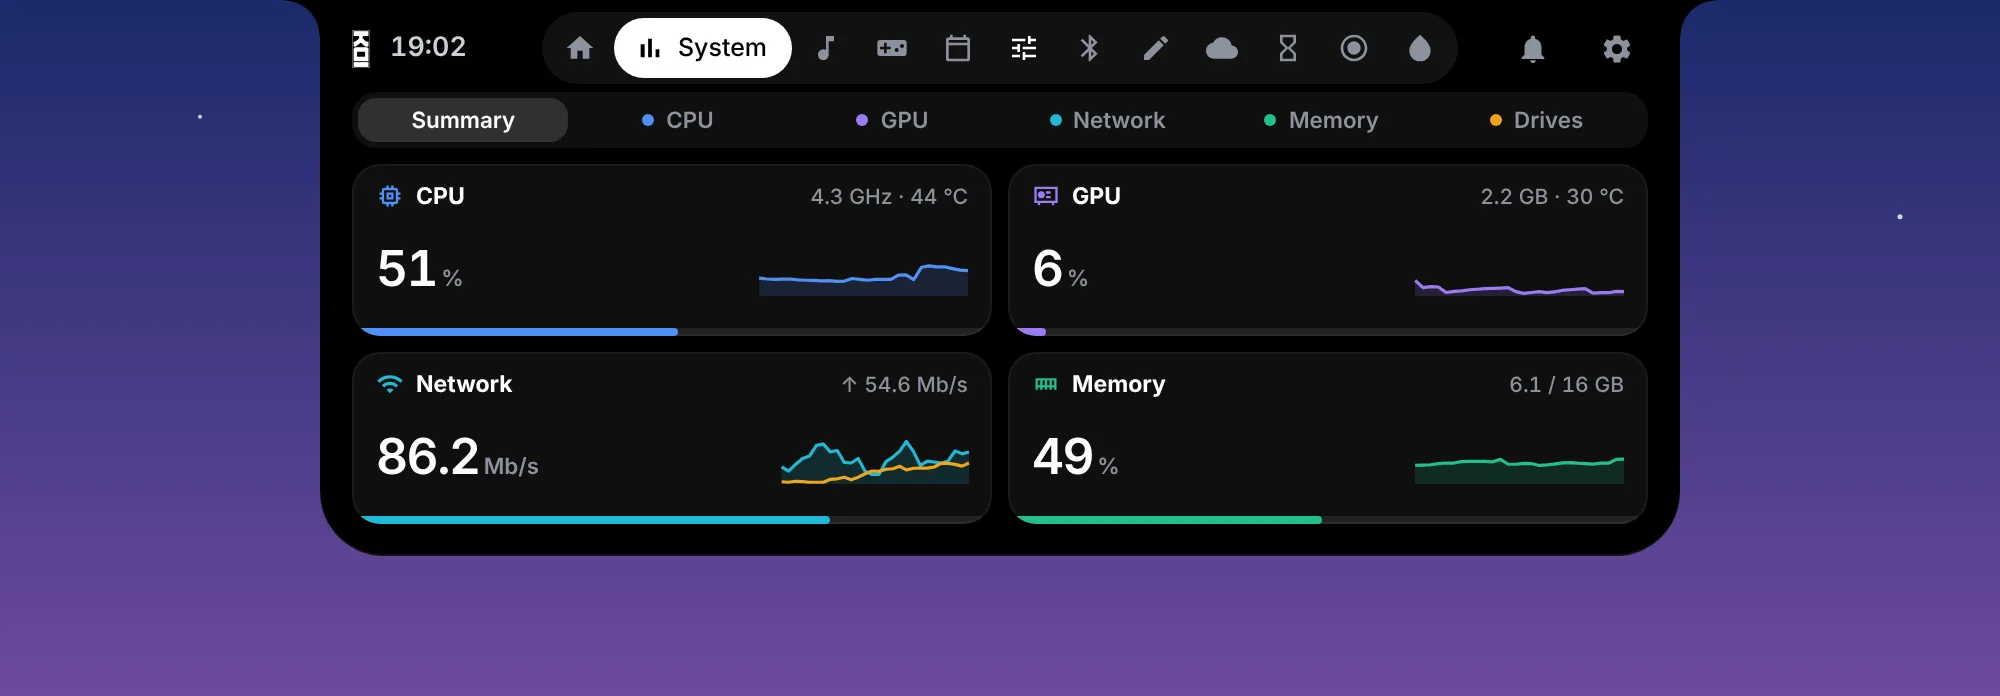 19:02
System
Summary
CPU
GPU
Network
Memory
Drives
CPU
4.3 GHz · 44 °C
51 %
GPU
2.2 GB · 30 °C
6 %
Network
↑ 54.6 Mb/s
86.2 Mb/s
Memory
6.1 / 16 GB
49 %